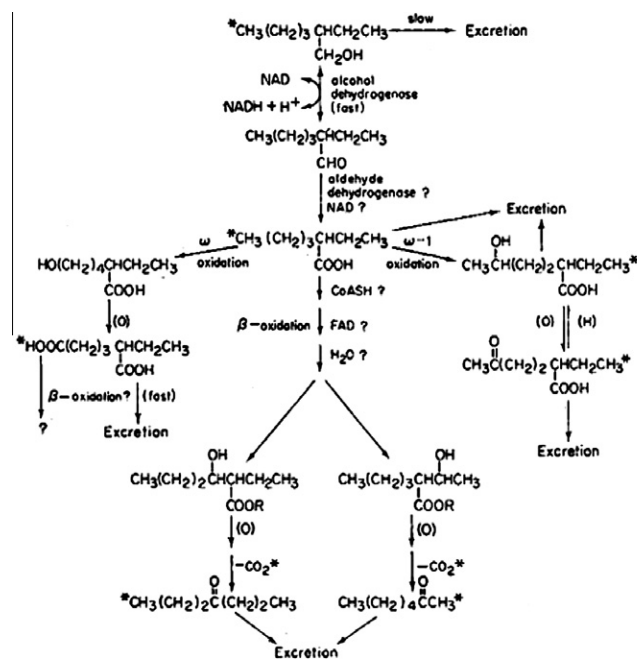 *CH₃(CH₂)₃CHCH₂CH₃ slow Excretion
CH₂OH
NAD alcohol
dehydrogenase
NADH + H⁺ (fast)
CH₃(CH₂)₃CHCH₂CH₃
CHO
aldehyde
dehydrogenase ?
NAD ?
Excretion
ω *CH₃(CH₂)₃CHCH₂CH₃ ω-1 OH
HO(CH₂)₄CHCH₂CH₃ oxidation COOH oxidation CH₃CH(CH₂)₂CHCH₂CH₃*
COOH CoASH ? COOH
(O) β-oxidation FAD ? (O) (H)
*HOOC(CH₂)₃CHCH₂CH₃ H₂O ? O
COOH CH₃C(CH₂)₂CHCH₂CH₃*
β-oxidation? (fast) COOH
? Excretion Excretion
OH OH
CH₃(CH₂)₂CHCHCH₂CH₃ CH₃(CH₂)₃CHCHCH₃
COOR COOR
(O) (O)
-CO₂* -CO₂*
O O
*CH₃(CH₂)₂C(CH₂)₂CH₃ CH₃(CH₂)₄CCH₃*
Excretion